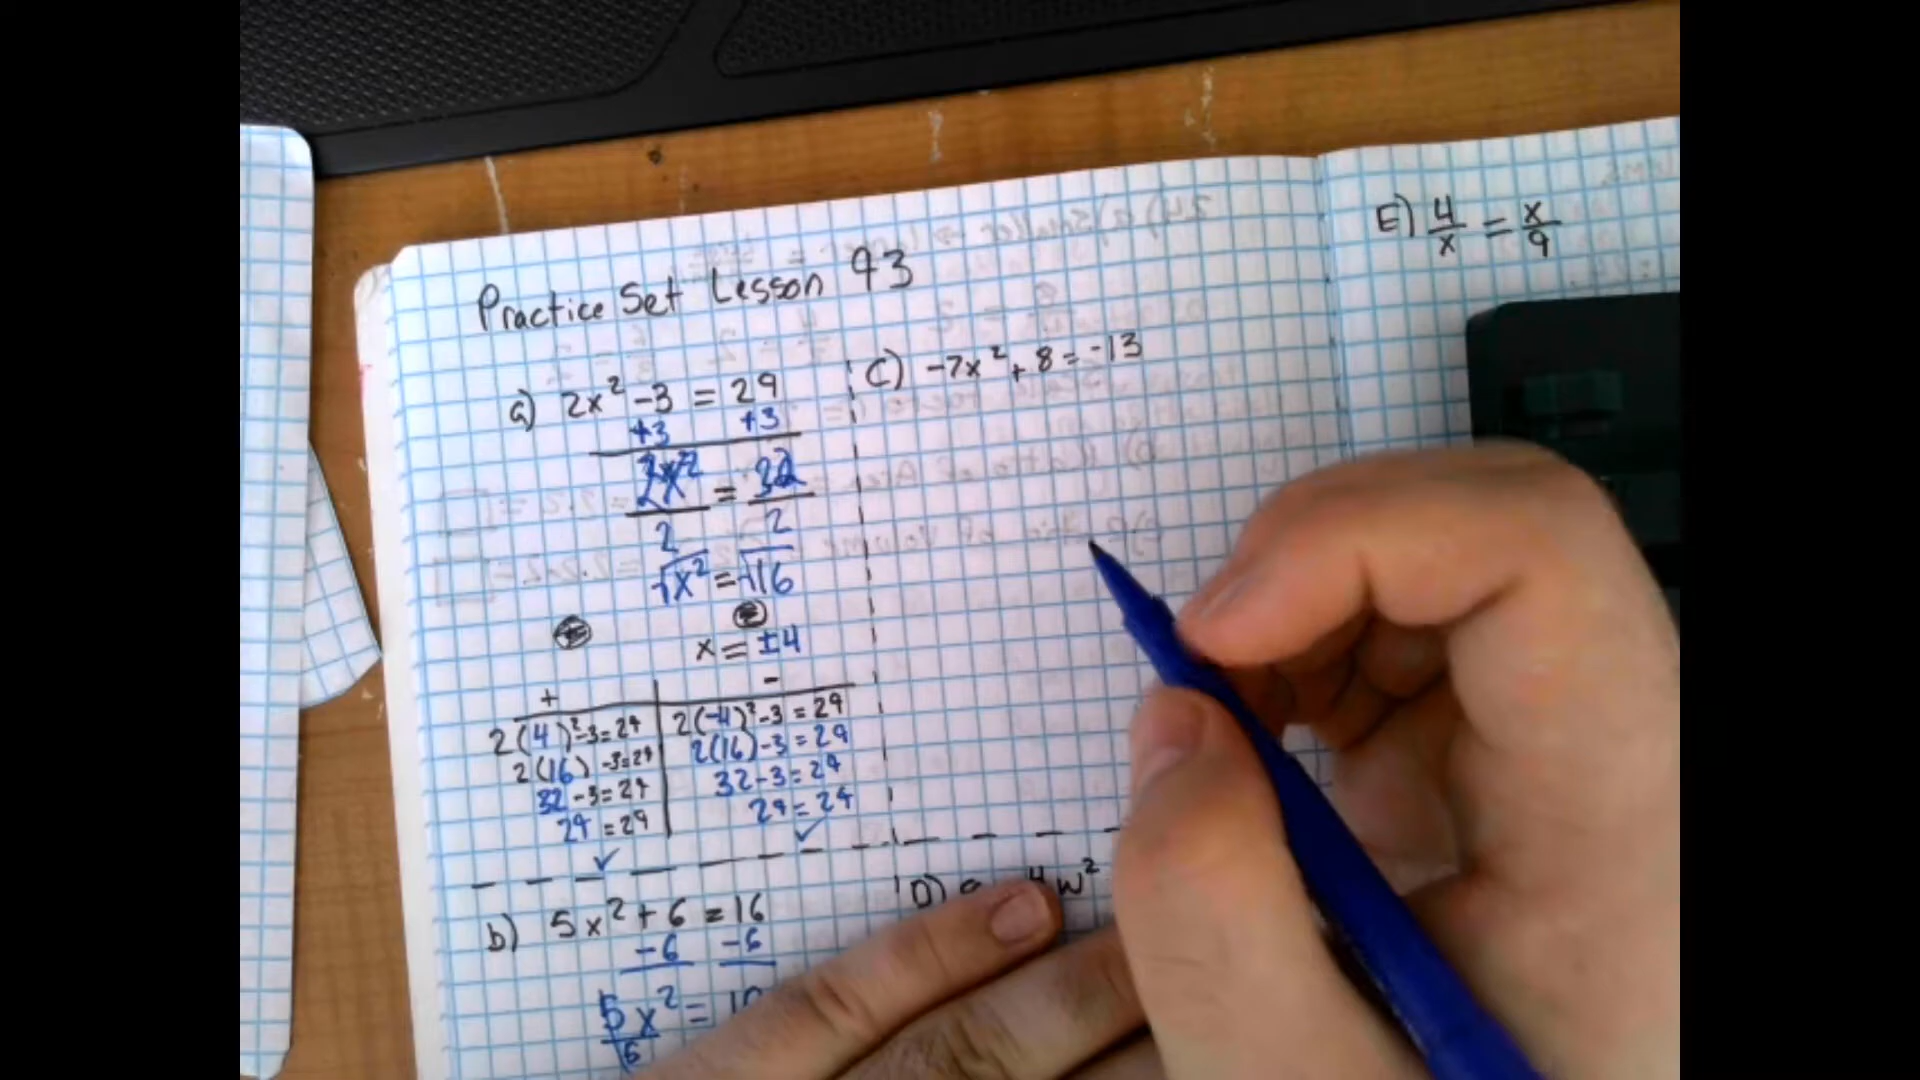 Practice Set Lesson 93
a) 2x² - 3 = 29
+3 +3
2x² = 32
2 2
√x² = √16
x = ±4
+ -
2(4)² - 3 = 29
2(16) - 3 = 29
32 - 3 = 29
29 = 29
✓
2(-4)² - 3 = 29
2(16) - 3 = 29
32 - 3 = 29
29 = 29
✓
b) 5x² + 6 = 16
-6 -6
5x² = 10
5
C) -7x² + 8 = -13
D) 4w²
E) 4/x = x/9